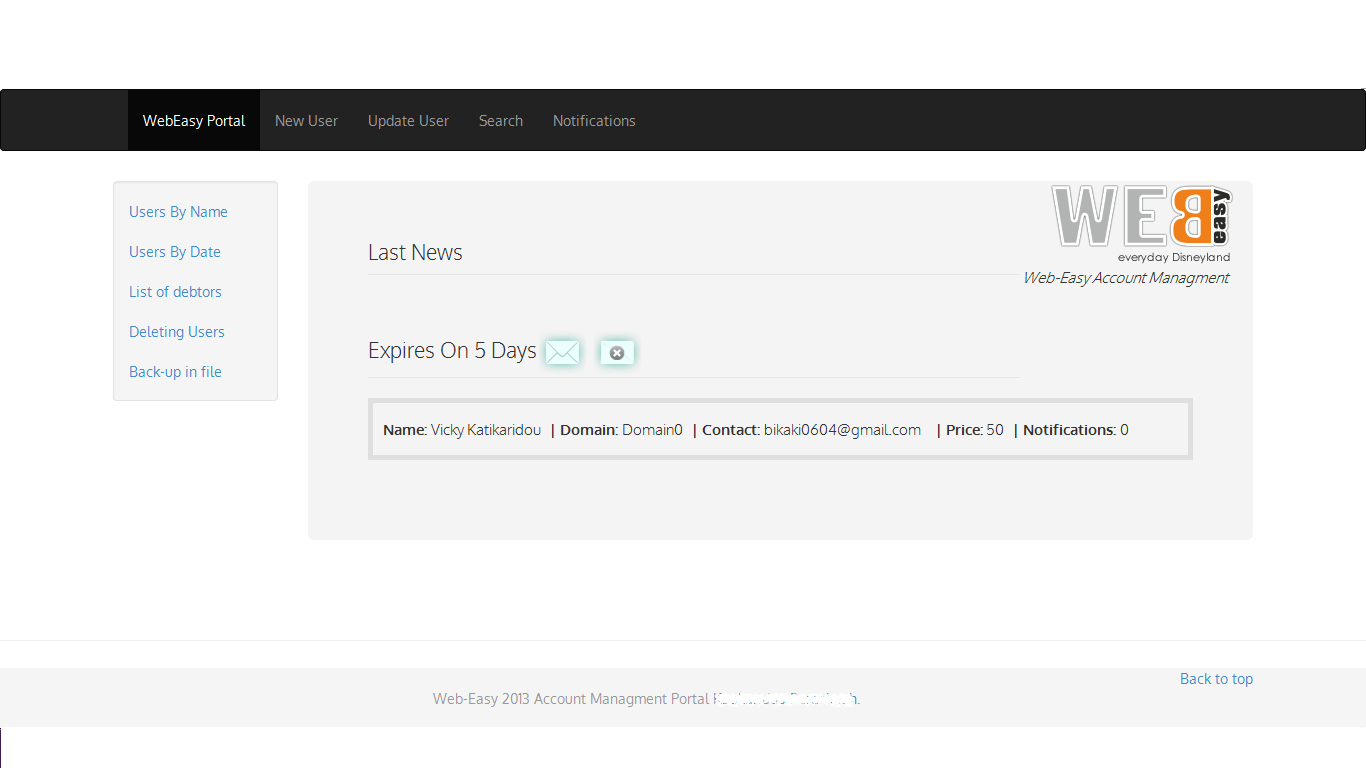 WebEasy Portal New User Update User Search Notifications
Users By Name
Users By Date
List of debtors
Deleting Users
Back-up in file
WEB easy
everyday Disneyland
Web-Easy Account Managment
Last News
Expires On 5 Days
Name: Vicky Katikaridou | Domain: Domain0 | Contact: bikaki0604@gmail.com | Price: 50 | Notifications: 0
Back to top
Web-Easy 2013 Account Managment Portal